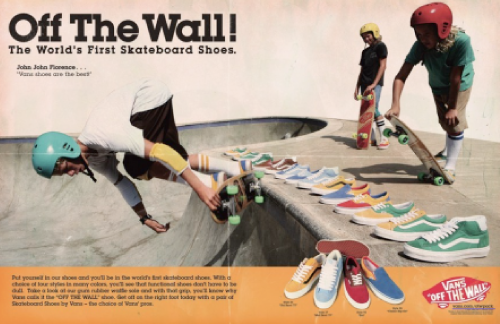 Off The Wall!
The World's First Skateboard Shoes.
John John Florence...
"Vans shoes are the best"
Put yourself in our shoes and you'll be in the world's first skateboard shoes. With a
choice of four styles in many colors, you'll see that functional shoes don't have to be
dull. Take a look at our gum rubber waffle sole and with that grip, you'll know why
Vans calls it the "OFF THE WALL" shoe. Get off on the right foot today with a pair of
Skateboard Shoes by Vans – the choice of Vans' pros.
VANS
"OFF THE WALL"